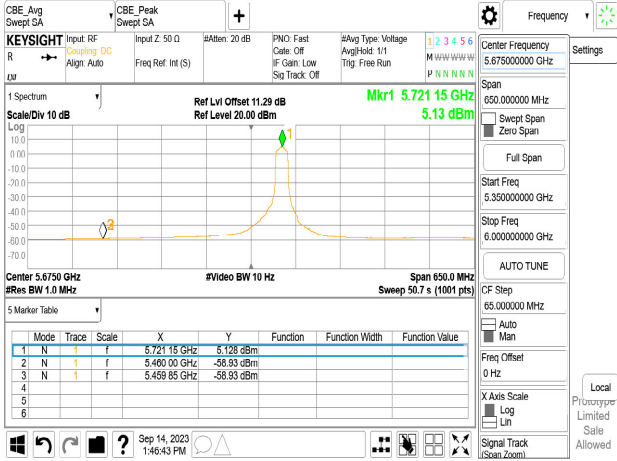 CBE_Avg
Swept SA
CBE_Peak
Swept SA
Frequency
KEYSIGHT
R
Input: RF
Coupling: DC
Align: Auto
Input Z: 50 Ω
Freq Ref: Int (S)
#Atten: 20 dB
PNO: Fast
Gate: Off
IF Gain: Low
Sig Track: Off
#Avg Type: Voltage
Avg|Hold: 1/1
Trig: Free Run
1 2 3 4 5 6
M W W W W W
P N N N N N
Center Frequency
5.675000000 GHz
Settings
Span
650.000000 MHz
Swept Span
Zero Span
Full Span
Start Freq
5.350000000 GHz
Stop Freq
6.000000000 GHz
AUTO TUNE
CF Step
65.000000 MHz
Auto
Man
Freq Offset
0 Hz
X Axis Scale
Log
Lin
Signal Track
(Span Zoom)
Local
Prototype
Limited
Sale
Allowed
1 Spectrum
Scale/Div 10 dB
Ref Lvl Offset 11.29 dB
Ref Level 20.00 dBm
Mkr1 5.721 15 GHz
5.13 dBm
Log
10.0
0.00
-10.0
-20.0
-30.0
-40.0
-50.0
-60.0
-70.0
1
Center 5.6750 GHz
#Res BW 1.0 MHz
#Video BW 10 Hz
Span 650.0 MHz
Sweep 50.7 s (1001 pts)
5 Marker Table
Mode Trace Scale X Y Function Function Width Function Value
1 N 1 f 5.721 15 GHz 5.128 dBm
2 N 1 f 5.460 00 GHz -58.93 dBm
3 N 1 f 5.459 85 GHz -58.93 dBm
4
5
6
? Sep 14, 2023
1:46:43 PM